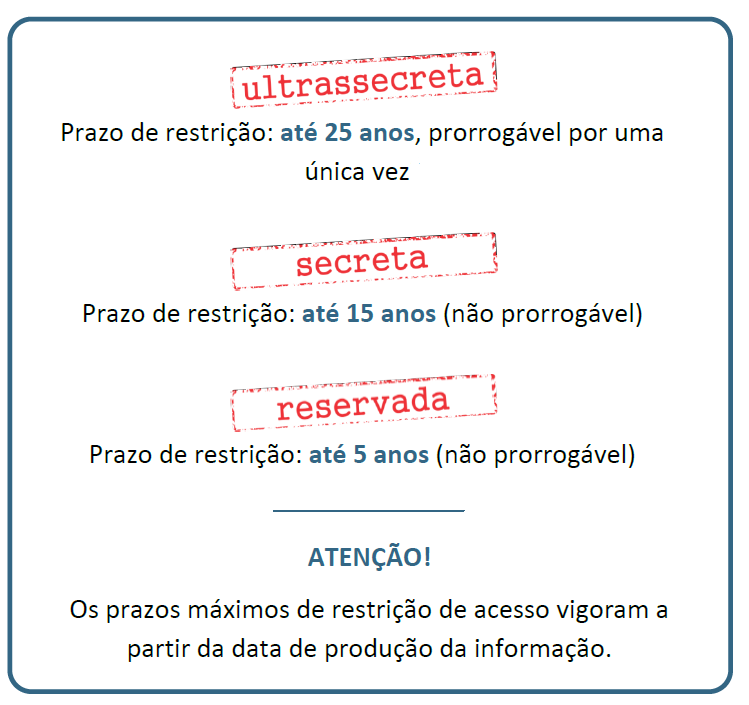 ultrassecreta
Prazo de restrição: até 25 anos, prorrogável por uma
única vez
secreta
Prazo de restrição: até 15 anos (não prorrogável)
reservada
Prazo de restrição: até 5 anos (não prorrogável)
ATENÇÃO!
Os prazos máximos de restrição de acesso vigoram a
partir da data de produção da informação.